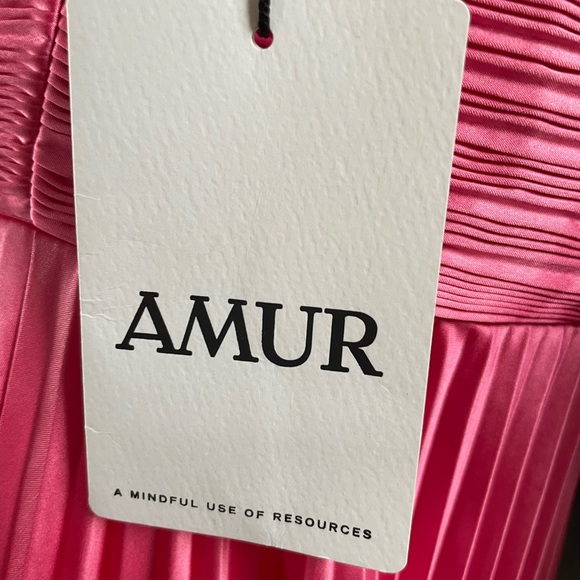 AMUR
A MINDFUL USE OF RESOURCES